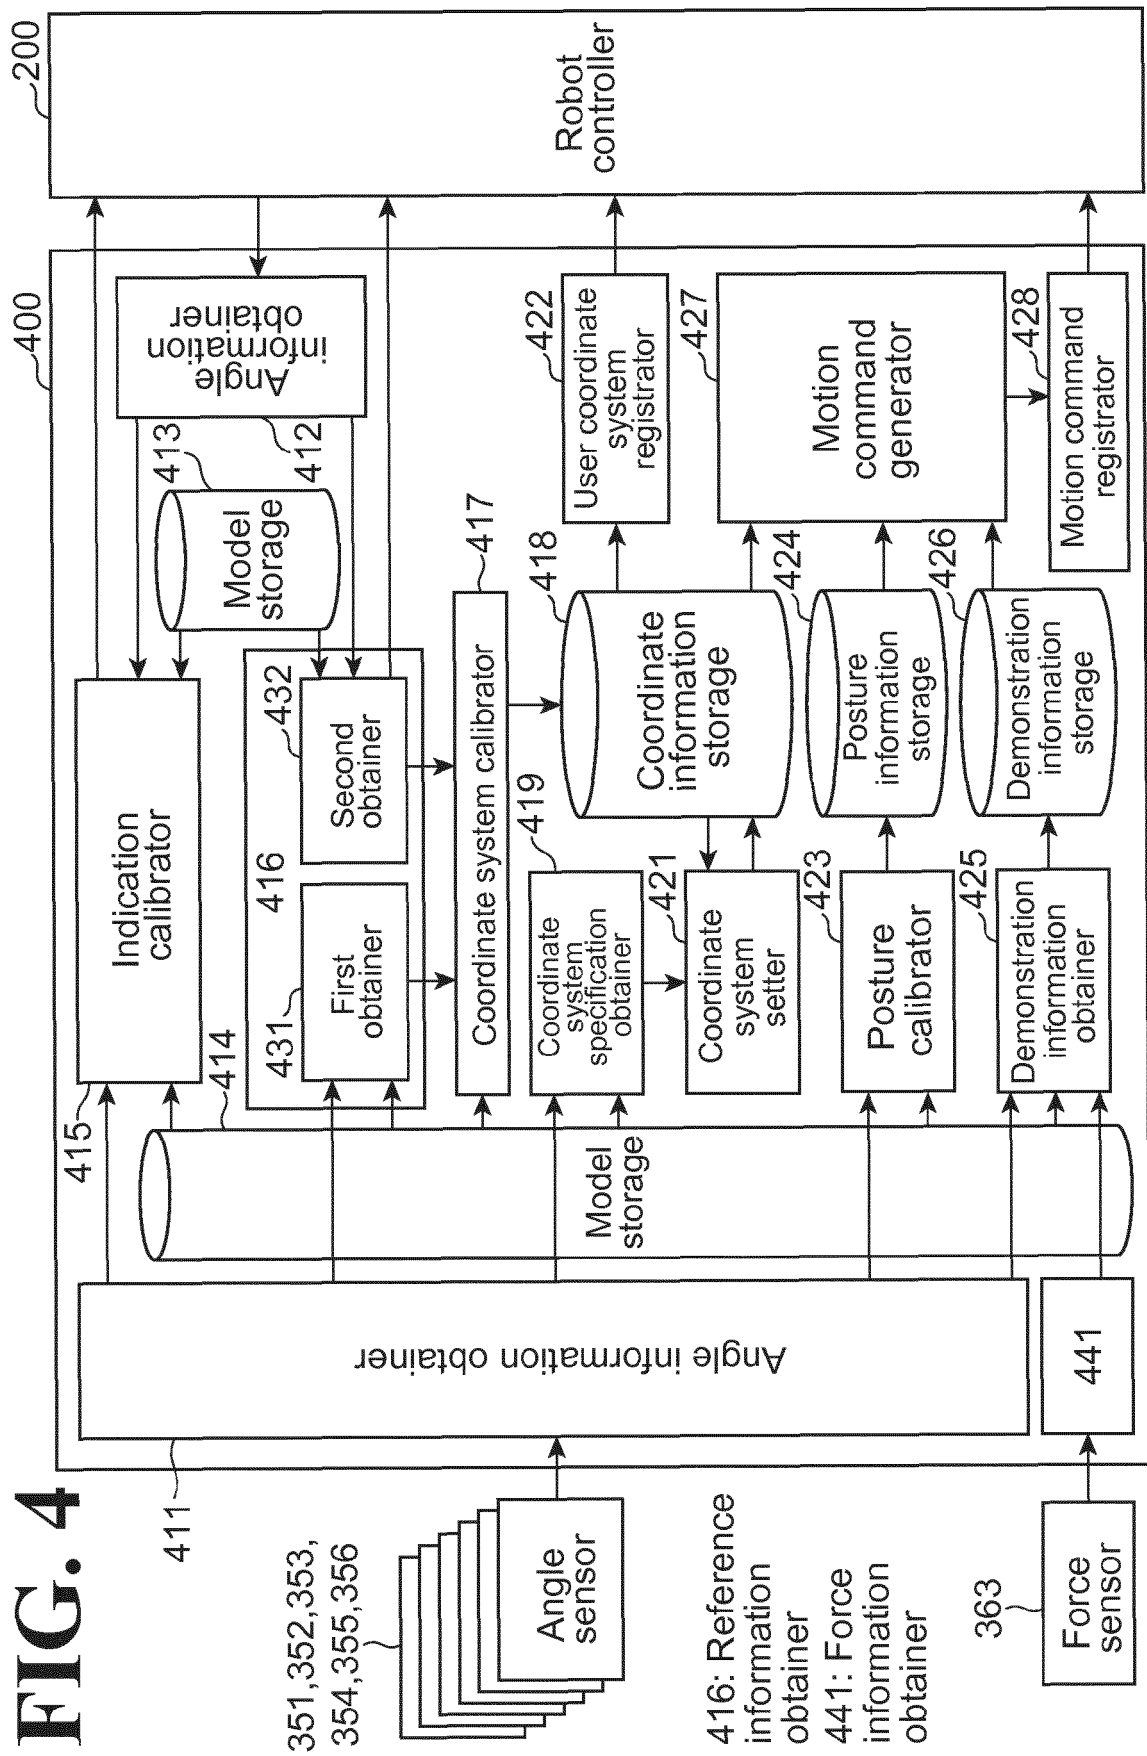 FIG. 4
351,352,353,
354,355,356
Angle
sensor
416: Reference
information
obtainer
441: Force
information
obtainer
363
Force
sensor
400
411
Angle information obtainer
441
414
Model
storage
415
Indication
calibrator
431
First
obtainer
416
432
Second
obtainer
413
Model
storage
412
Angle
information
obtainer
417
Coordinate system calibrator
419
Coordinate
system
specification
obtainer
418
Coordinate
information
storage
422
User coordinate
system
registrator
421
Coordinate
system
setter
423
Posture
calibrator
424
Posture
information
storage
427
Motion
command
generator
425
Demonstration
information
obtainer
426
Demonstration
information
storage
428
Motion command
registrator
200
Robot
controller